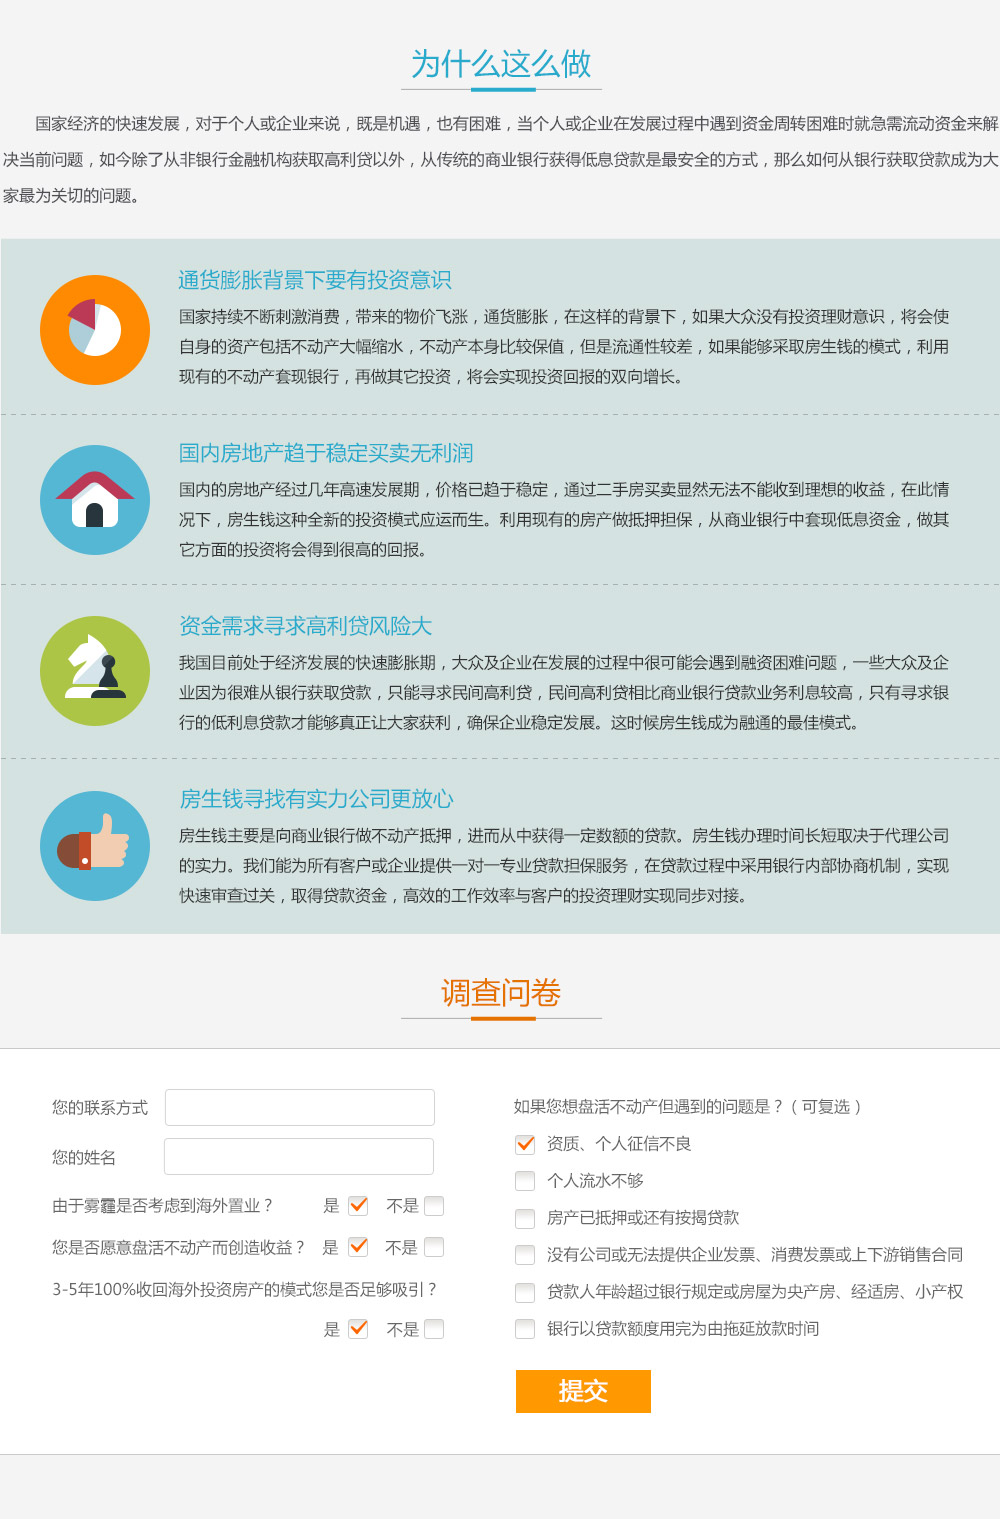 为什么这么做
国家经济的快速发展，对于个人或企业来说，既是机遇，也有困难，当个人或企业在发展过程中遇到资金周转困难时就急需流动资金来解
决当前问题，如今除了从非银行金融机构获取高利贷以外，从传统的商业银行获得低息贷款是最安全的方式，那么如何从银行获取贷款成为大
家最为关切的问题。
通货膨胀背景下要有投资意识
国家持续不断刺激消费，带来的物价飞涨，通货膨胀，在这样的背景下，如果大众没有投资理财意识，将会使
自身的资产包括不动产大幅缩水，不动产本身比较保值，但是流通性较差，如果能够采取房生钱的模式，利用
现有的不动产套现银行，再做其它投资，将会实现投资回报的双向增长。
国内房地产趋于稳定买卖无利润
国内的房地产经过几年高速发展期，价格已趋于稳定，通过二手房买卖显然无法不能收到理想的收益，在此情
况下，房生钱这种全新的投资模式应运而生。利用现有的房产做抵押担保，从商业银行中套现低息资金，做其
它方面的投资将会得到很高的回报。
资金需求寻求高利贷风险大
我国目前处于经济发展的快速膨胀期，大众及企业在发展的过程中很可能会遇到融资困难问题，一些大众及企
业因为很难从银行获取贷款，只能寻求民间高利贷，民间高利贷相比商业银行贷款业务利息较高，只有寻求银
行的低利息贷款才能够真正让大家获利，确保企业稳定发展。这时候房生钱成为融通的最佳模式。
房生钱寻找有实力公司更放心
房生钱主要是向商业银行做不动产抵押，进而从中获得一定数额的贷款。房生钱办理时间长短取决于代理公司
的实力。我们能为所有客户或企业提供一对一专业贷款担保服务，在贷款过程中采用银行内部协商机制，实现
快速审查过关，取得贷款资金，高效的工作效率与客户的投资理财实现同步对接。
调查问卷
您的联系方式
您的姓名
由于雾霾是否考虑到海外置业？ 是 不是
您是否愿意盘活不动产而创造收益？ 是 不是
3-5年100%收回海外投资房产的模式您是否足够吸引？
是 不是
如果您想盘活不动产但遇到的问题是？（可复选）
资质、个人征信不良
个人流水不够
房产已抵押或还有按揭贷款
没有公司或无法提供企业发票、消费发票或上下游销售合同
贷款人年龄超过银行规定或房屋为央产房、经适房、小产权
银行以贷款额度用完为由拖延放款时间
提交